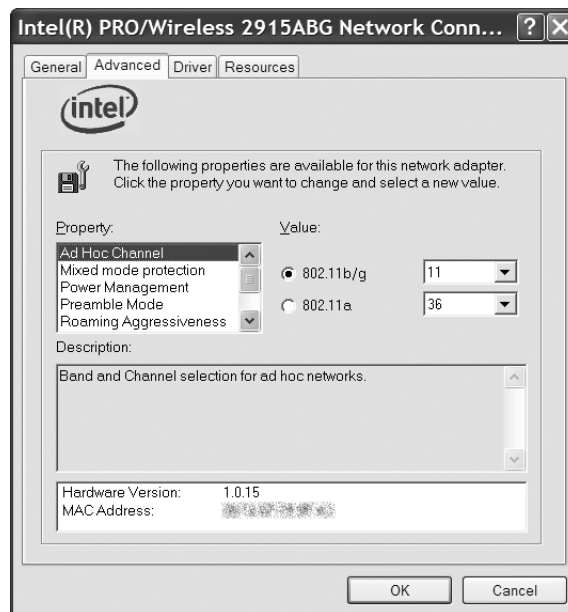 Intel(R) PRO/Wireless 2915ABG Network Conn... ? X
General Advanced Driver Resources
intel
The following properties are available for this network adapter.
Click the property you want to change and select a new value.
Property: Value:
Ad Hoc Channel
Mixed mode protection
Power Management
Preamble Mode
Roaming Aggressiveness
802.11b/g 11
802.11a 36
Description:
Band and Channel selection for ad hoc networks.
Hardware Version: 1.0.15
MAC Address:
OK Cancel